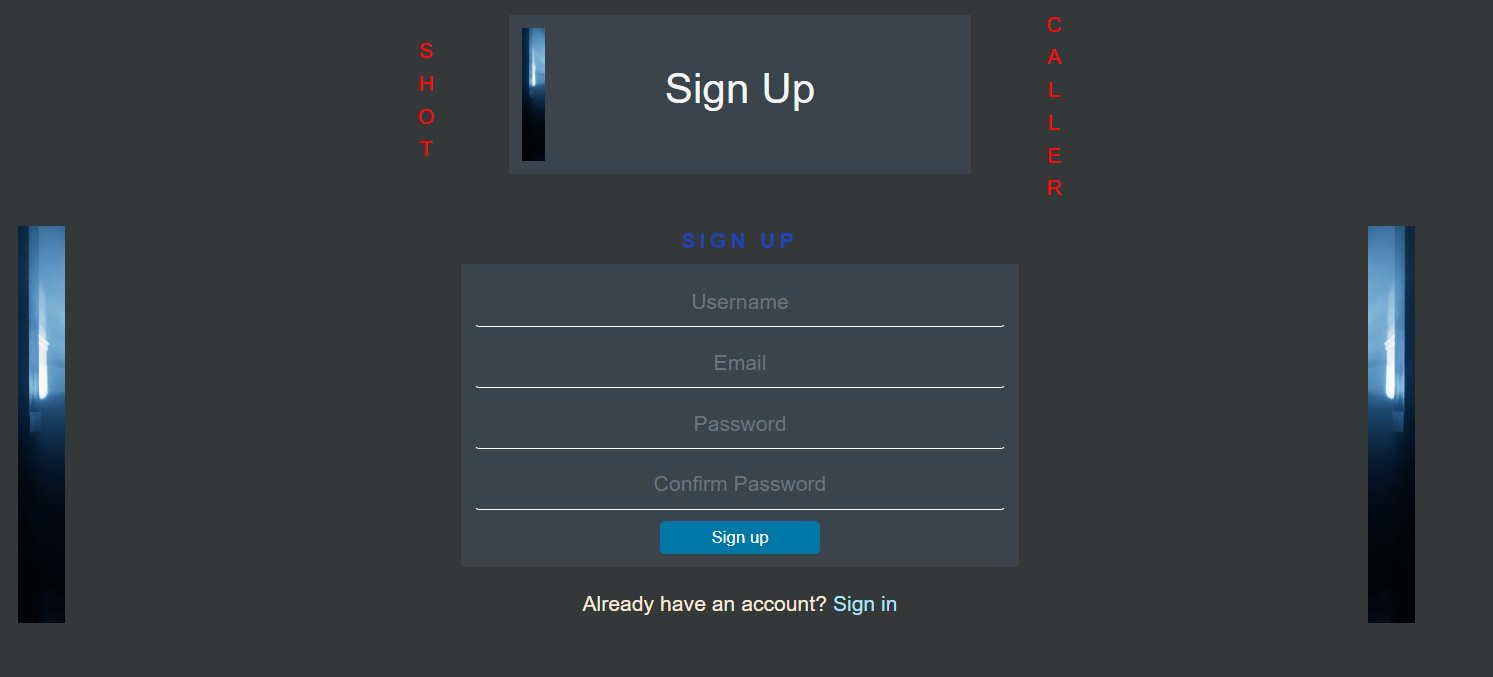 S
H
O
T
Sign Up
C
A
L
L
E
R
SIGN UP
Username
Email
Password
Confirm Password
Sign up
Already have an account? Sign in